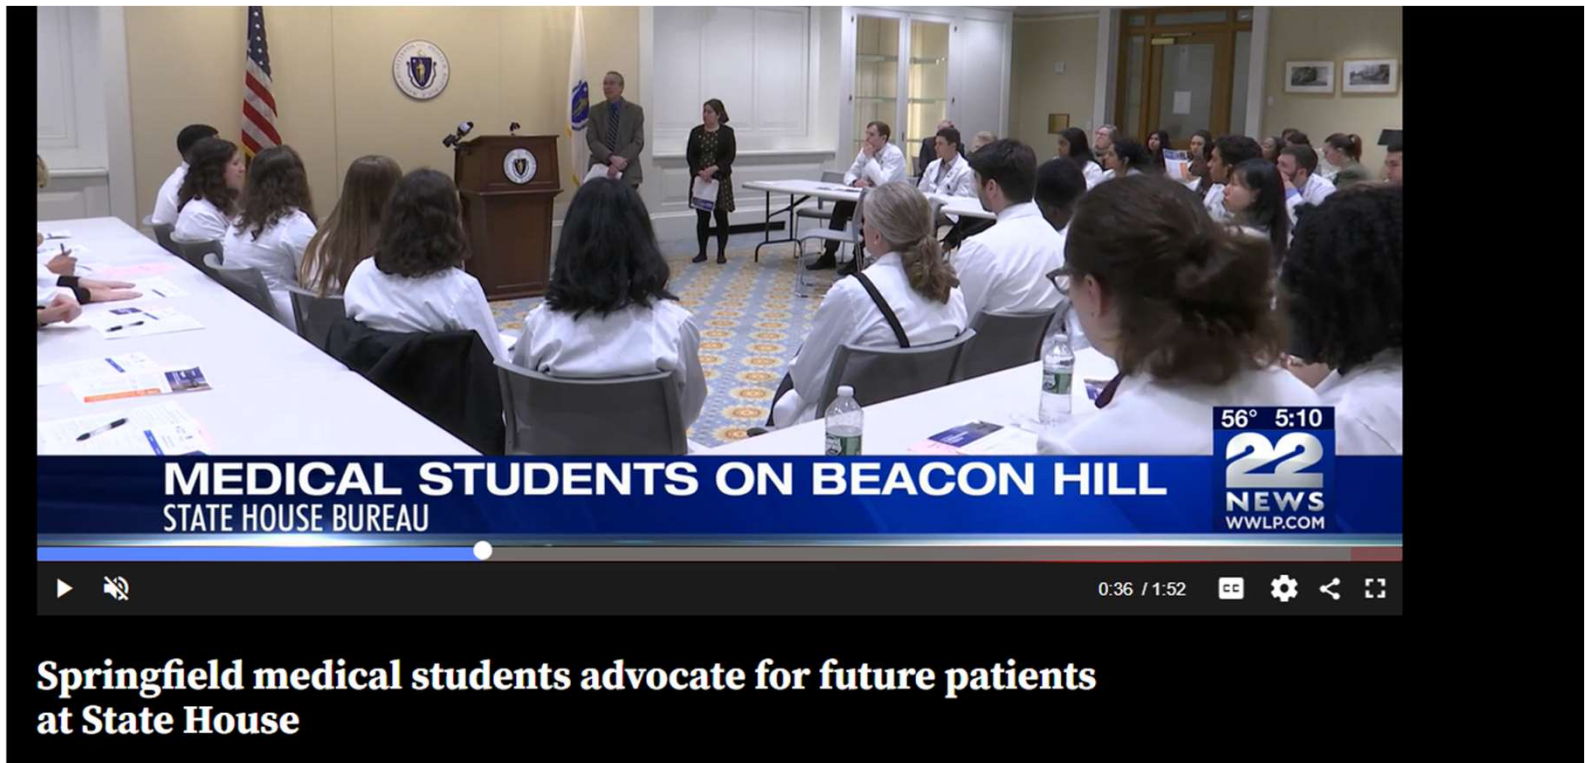 56° 5:10
22
NEWS
WWLP.COM
MEDICAL STUDENTS ON BEACON HILL
STATE HOUSE BUREAU
0:36 / 1:52
CC
Springfield medical students advocate for future patients
at State House